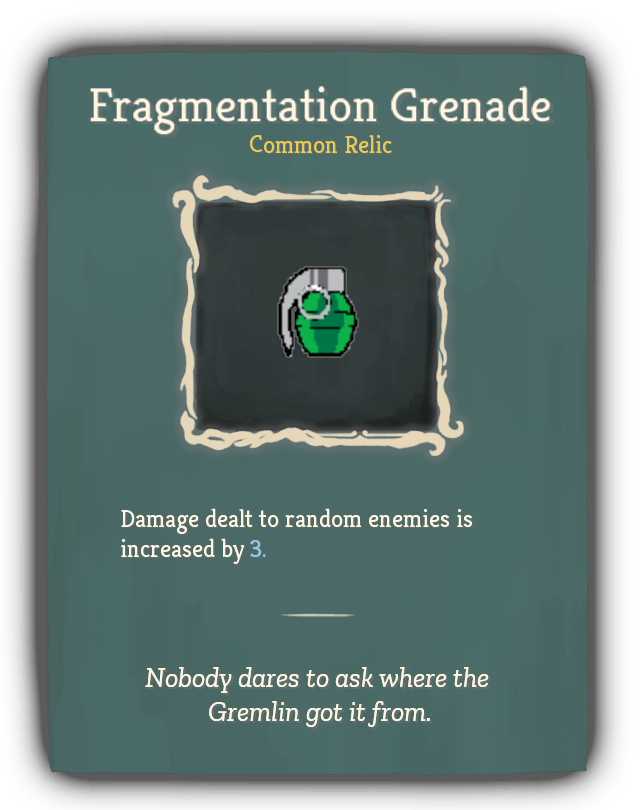 Fragmentation Grenade
Common Relic
Damage dealt to random enemies is
increased by 3.
Nobody dares to ask where the
Gremlin got it from.